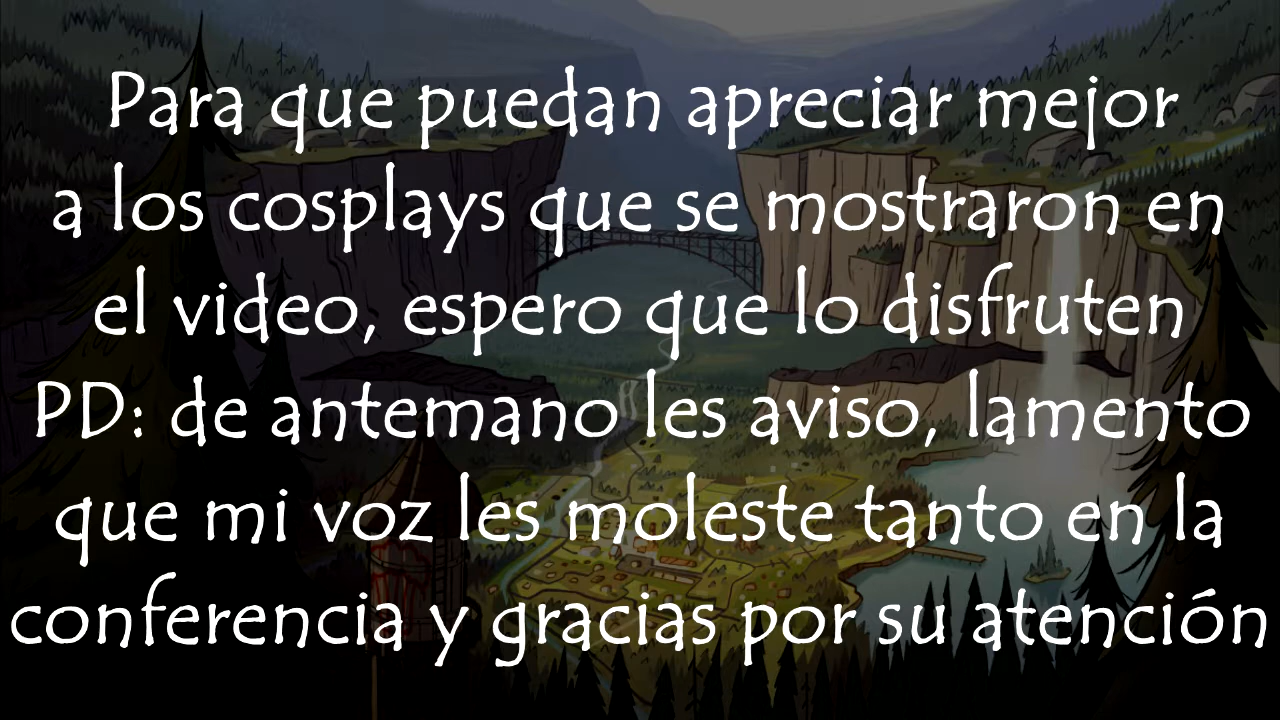 Para que puedan apreciar mejor
a los cosplays que se mostraron en
el video, espero que lo disfruten
PD: de antemano les aviso, lamento
que mi voz les moleste tanto en la
conferencia y gracias por su atención